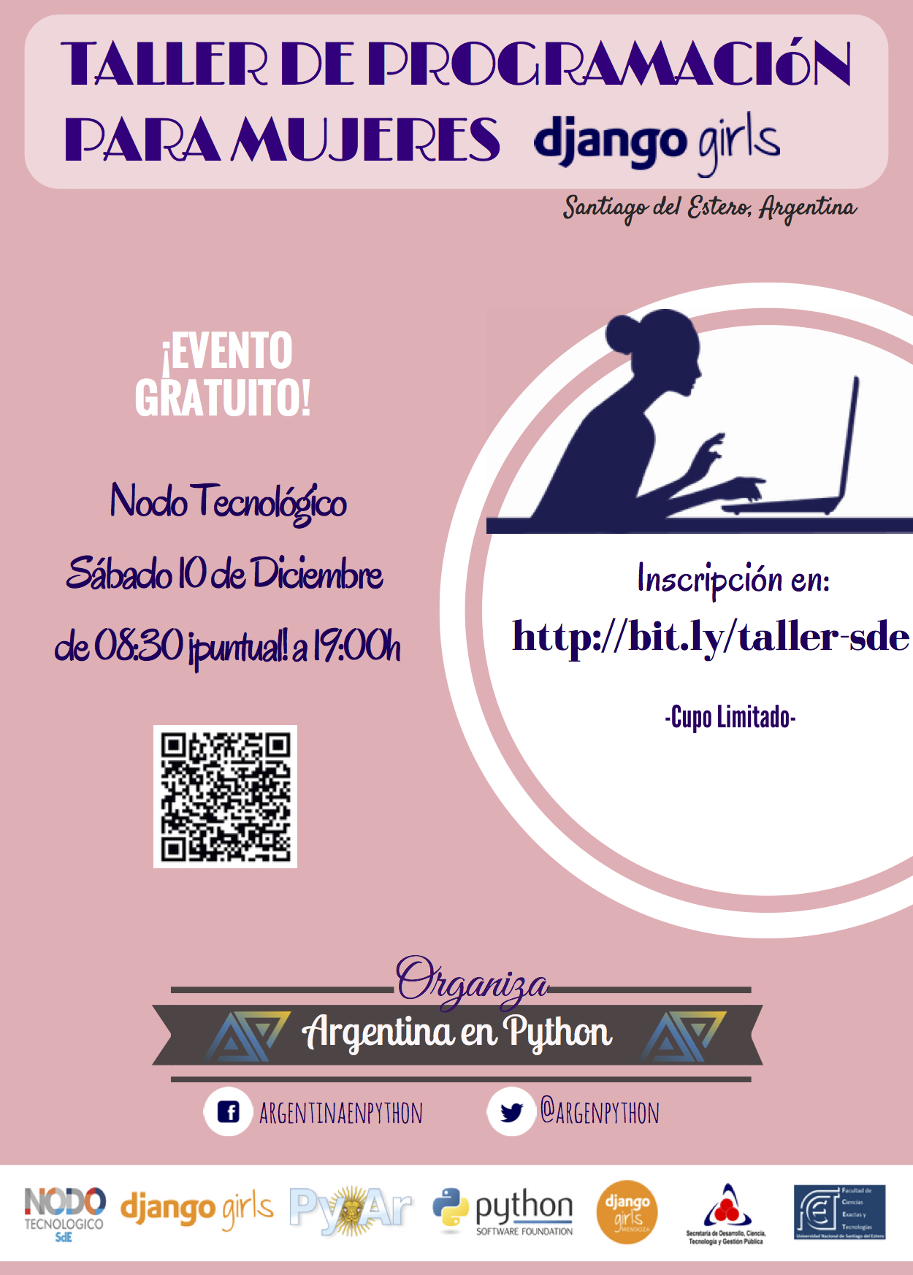 TALLER DE PROGRAMACIóN
PARA MUJERES django girls
Santiago del Estero, Argentina
¡EVENTO
GRATUITO!
Nodo Tecnológico
Sábado 10 de Diciembre
de 08:30 ¡puntual! a 19:00h
Inscripción en:
http://bit.ly/taller-sde
-Cupo Limitado-
Organiza
Argentina en Python
ARGENTINAENPYTHON
@ARGENPYTHON
NODO
TECNOLOGICO
SdE
django girls
PyAr
python
SOFTWARE FOUNDATION
django
girls
MENDOZA
Secretaría de Desarrollo, Ciencia,
Tecnología y Gestión Pública
Facultad de
Ciencias
Exactas y
Tecnologías
Universidad Nacional de Santiago del Estero